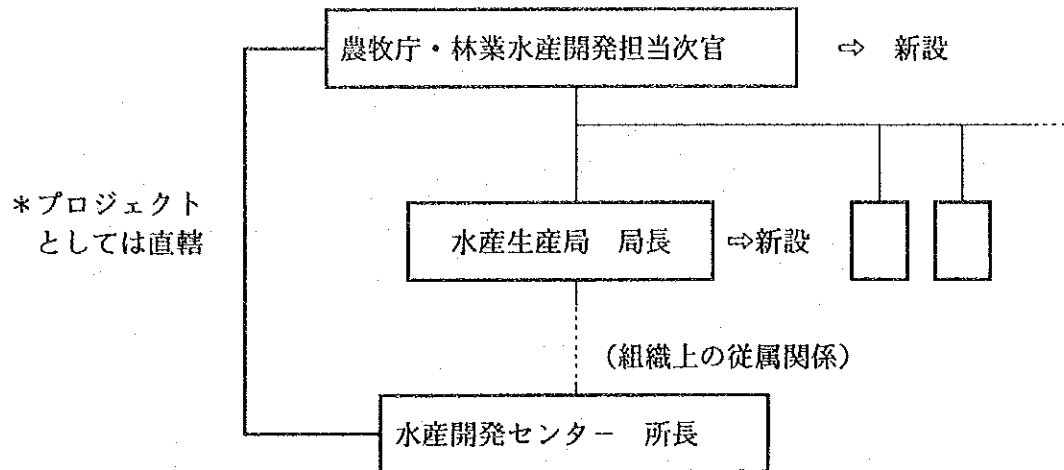 農牧庁・林業水産開発担当次官 ⇨ 新設
＊プロジェクト
としては直轄
水産生産局 局長 ⇨新設
（組織上の従属関係）
水産開発センター 所長